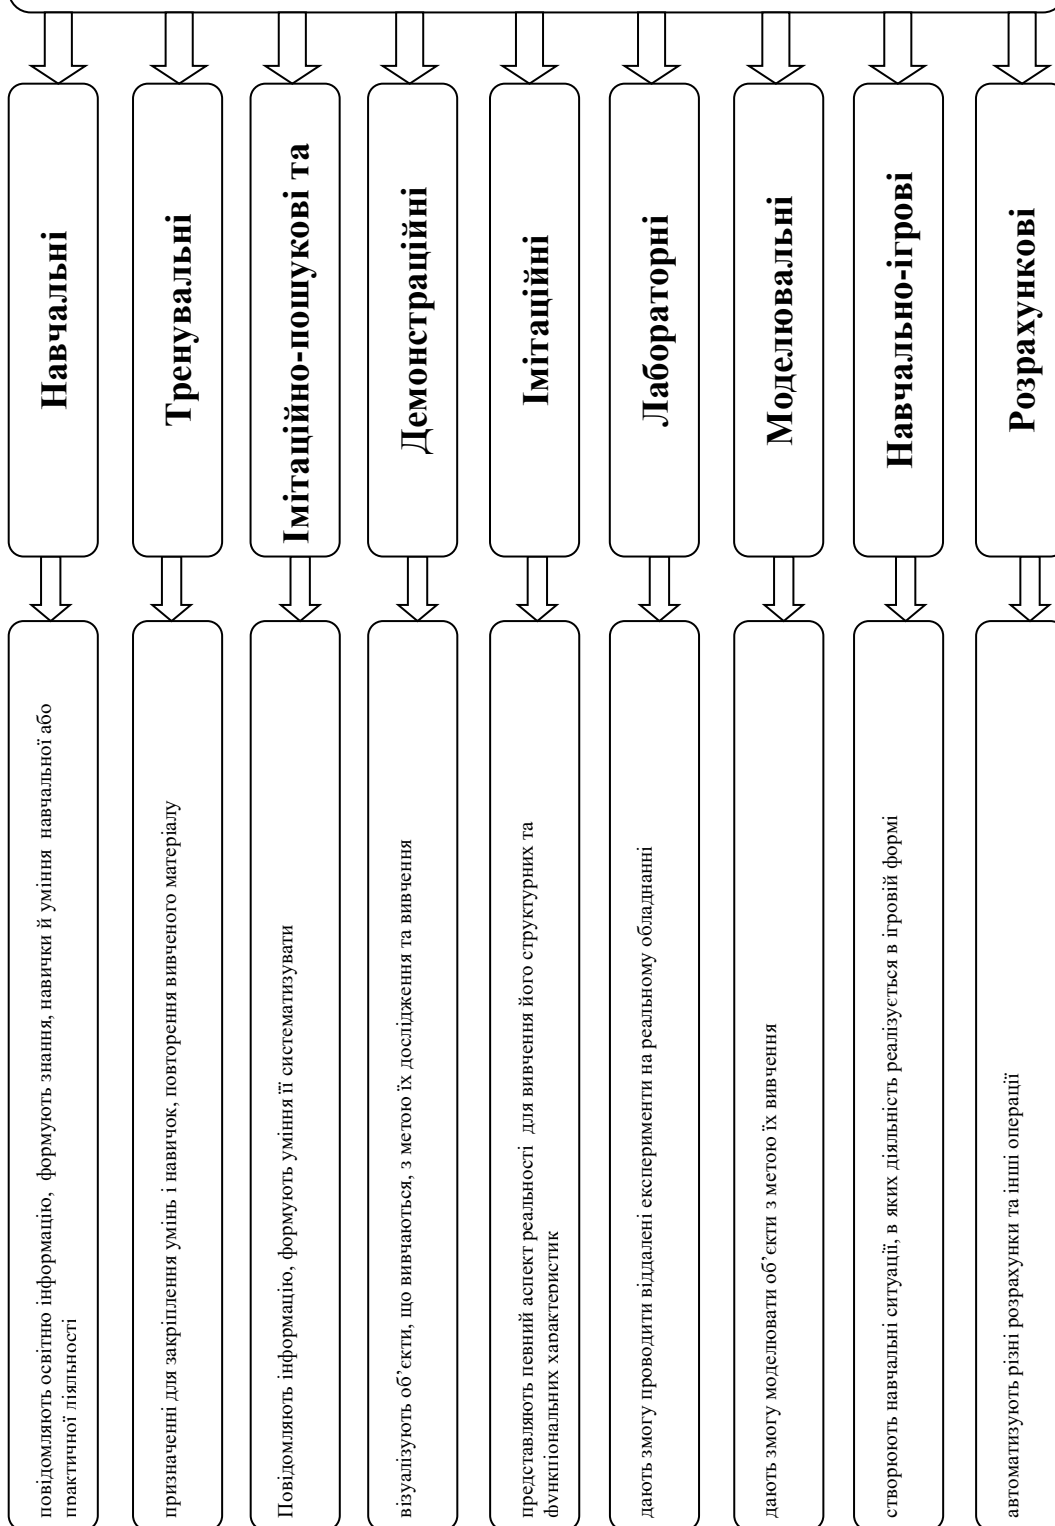 Навчальні
повідомляють освітню інформацію, формують знання, навички й уміння навчальної або
практичної діяльності
Тренувальні
призначенні для закріплення умінь і навичок, повторення вивченого матеріалу
Імітаційно-пошукові та
Повідомляють інформацію, формують уміння її систематизувати
Демонстраційні
візуалізують об’єкти, що вивчаються, з метою їх дослідження та вивчення
Імітаційні
представляють певний аспект реальності для вивчення його структурних та
функціональних характеристик
Лабораторні
дають змогу проводити віддалені експерименти на реальному обладнанні
Моделювальні
дають змогу моделювати об’єкти з метою їх вивчення
Навчально-ігрові
створюють навчальні ситуації, в яких діяльність реалізується в ігровій формі
Розрахункові
автоматизують різні розрахунки та інші операції